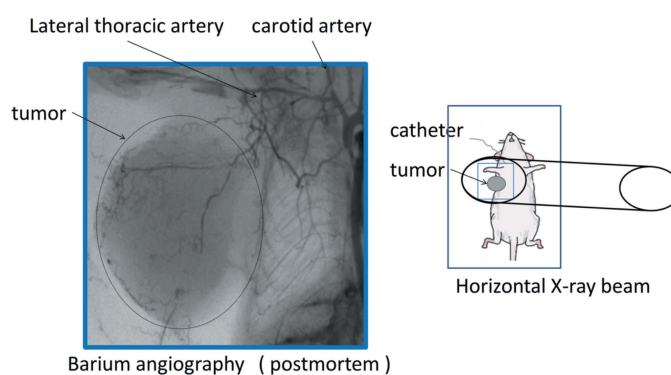 Lateral thoracic artery
carotid artery
tumor
catheter
tumor
Horizontal X-ray beam
Barium angiography ( postmortem )